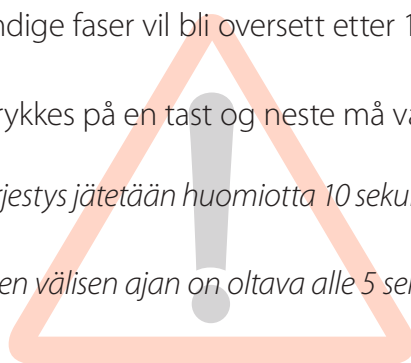 ndige faser vil bli oversett etter 1
rykkes på en tast og neste må va
rjestys jätetään huomiotta 10 seku
en välisen ajan on oltava alle 5 sek